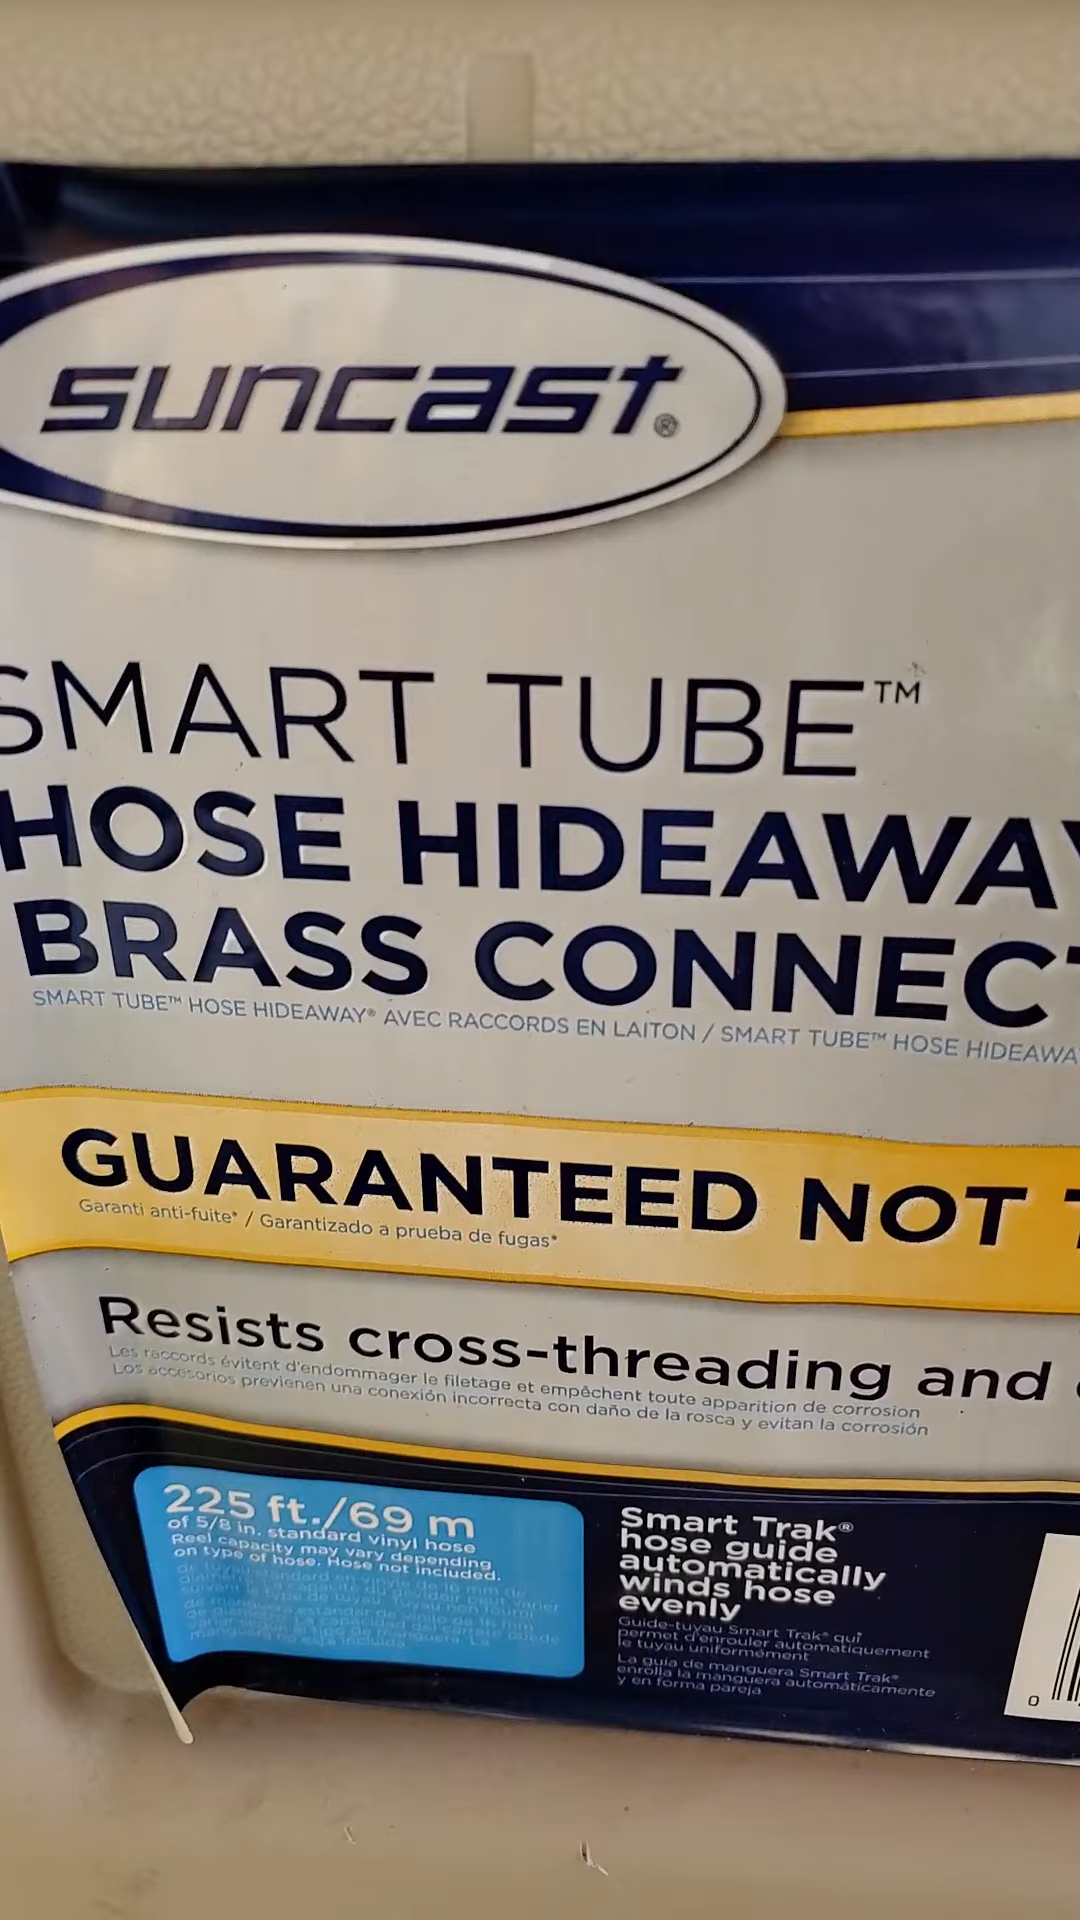 suncast®
SMART TUBE™
HOSE HIDEAWAY
BRASS CONNECT
SMART TUBE™ HOSE HIDEAWAY® AVEC RACCORDS EN LAITON / SMART TUBE™ HOSE HIDEAWA
GUARANTEED NOT T
Garanti anti-fuite* / Garantizado a prueba de fugas*
Resists cross-threading and
Les raccords évitent d'endommager le filetage et empêchent toute apparition de corrosion
Los accesorios previenen una conexión incorrecta con daño de la rosca y evitan la corrosión
225 ft./69 m
of 5/8 in. standard vinyl hose
Reel capacity may vary depending
on type of hose. Hose not included.
Smart Trak®
hose guide
automatically
winds hose
evenly
Guide-tuyau Smart Trak® qui
permet d'enrouler automatiquement
le tuyau uniformément
La guía de manguera Smart Trak®
enrolla la manguera automáticamente
y en forma pareja
0